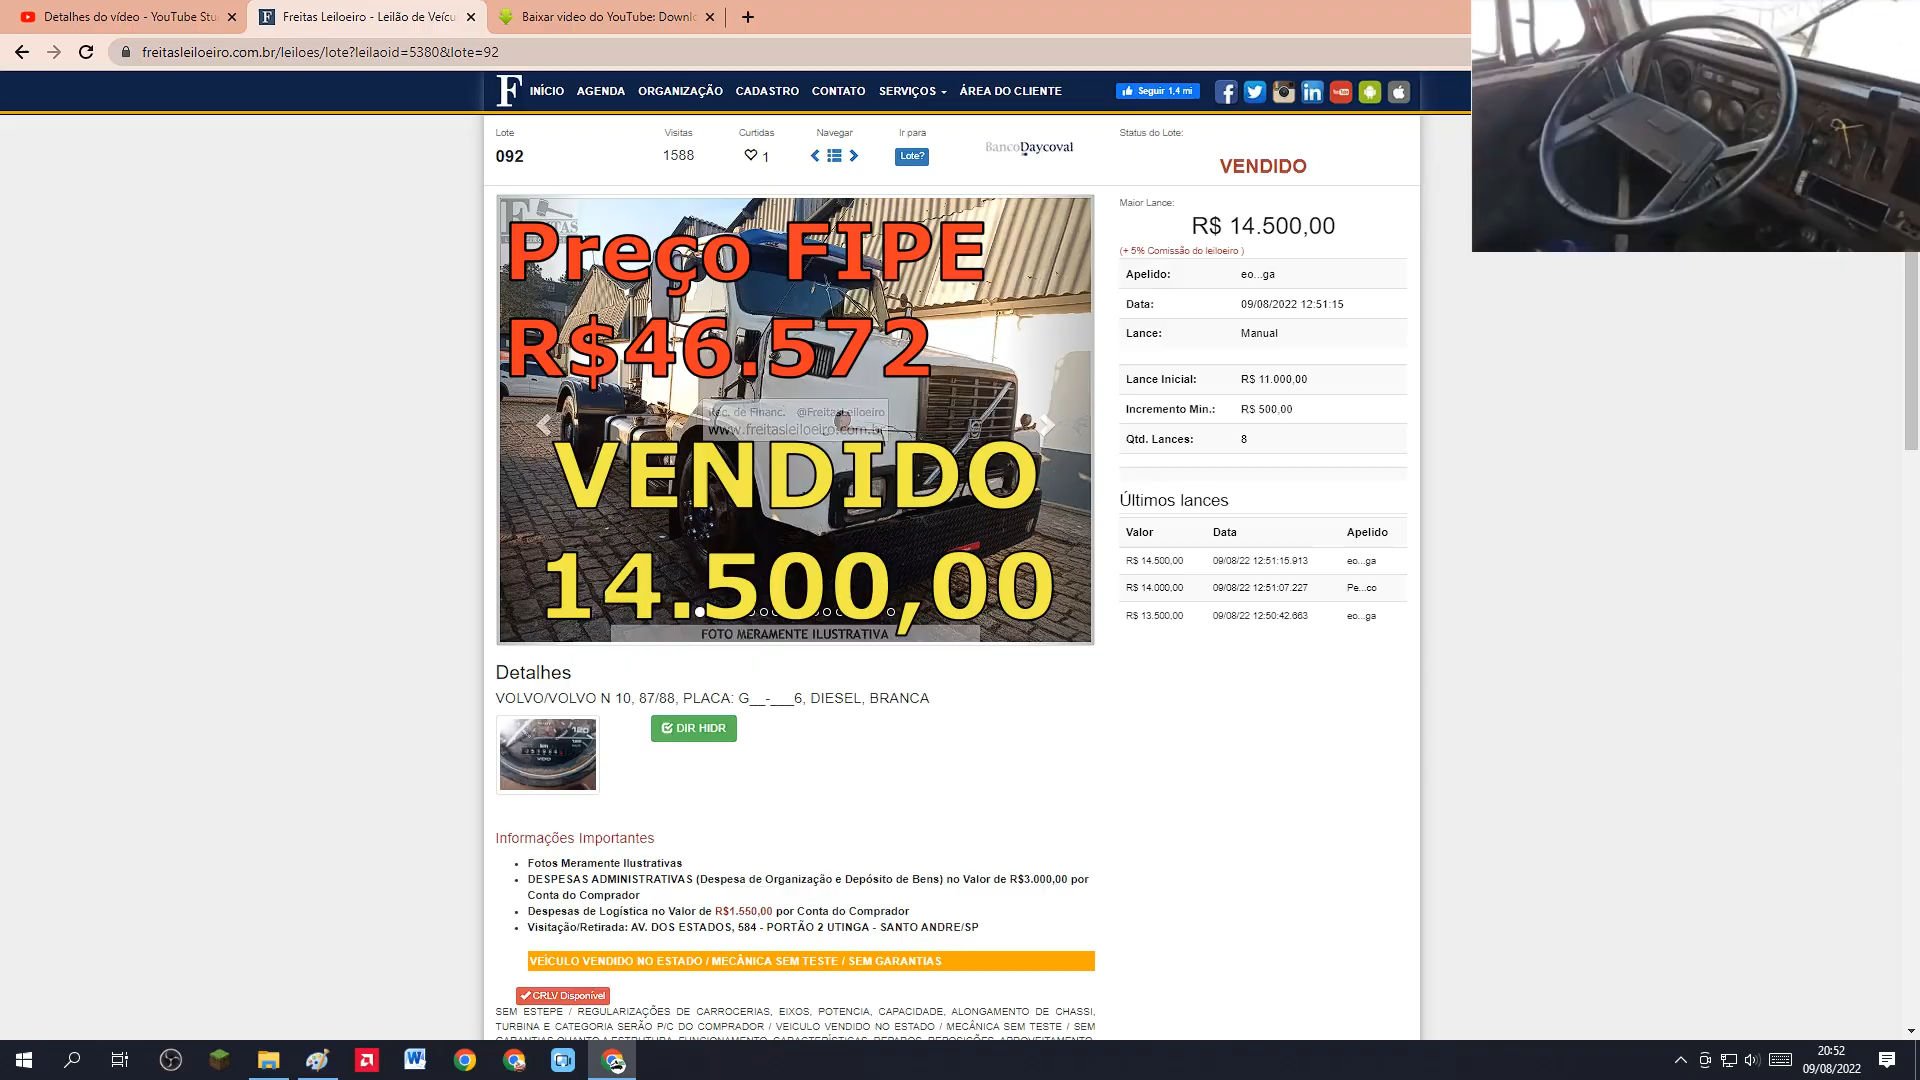 Detalhes do vídeo - YouTube Stu
Freitas Leiloeiro - Leilão de Veícu
Baixar video do YouTube: Downl
freitasleiloeiro.com.br/leiloes/lote?leilaoid=5380&lote=92
F INÍCIO AGENDA ORGANIZAÇÃO CADASTRO CONTATO SERVIÇOS ÁREA DO CLIENTE Seguir 1,4 mi
Lote Visitas Curtidas Navegar Ir para
092 1588 1 Lote? BancoDaycoval
Status do Lote:
VENDIDO
Maior Lance:
R$ 14.500,00
(+ 5% Comissão do leiloeiro )
Apelido: eo...ga
Data: 09/08/2022 12:51:15
Lance: Manual
Lance Inicial: R$ 11.000,00
Incremento Min.: R$ 500,00
Qtd. Lances: 8
Últimos lances
Valor Data Apelido
R$ 14.500,00 09/08/22 12:51:15.913 eo...ga
R$ 14.000,00 09/08/22 12:51:07.227 Pe...co
R$ 13.500,00 09/08/22 12:50:42.663 eo...ga
Preço FIPE
R$46.572
Rec. de Financ. @FreitasLeiloeiro
www.freitasleiloeiro.com.br
VENDIDO
14.500,00
FOTO MERAMENTE ILUSTRATIVA
Detalhes
VOLVO/VOLVO N 10, 87/88, PLACA: G__-___6, DIESEL, BRANCA
DIR HIDR
Informações Importantes
Fotos Meramente Ilustrativas
DESPESAS ADMINISTRATIVAS (Despesa de Organização e Depósito de Bens) no Valor de R$3.000,00 por
Conta do Comprador
Despesas de Logística no Valor de R$1.550,00 por Conta do Comprador
Visitação/Retirada: AV. DOS ESTADOS, 584 - PORTÃO 2 UTINGA - SANTO ANDRE/SP
VEÍCULO VENDIDO NO ESTADO / MECÂNICA SEM TESTE / SEM GARANTIAS
CRLV Disponível
SEM ESTEPE / REGULARIZAÇÕES DE CARROCERIAS, EIXOS, POTENCIA, CAPACIDADE, ALONGAMENTO DE CHASSI,
TURBINA E CATEGORIA SERÃO P/C DO COMPRADOR / VEICULO VENDIDO NO ESTADO / MECÂNICA SEM TESTE / SEM
20:52
09/08/2022